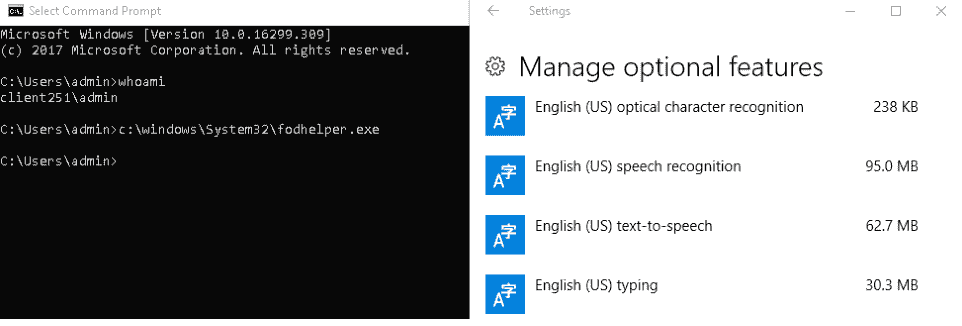 Select Command Prompt
Microsoft Windows [Version 10.0.16299.309]
(c) 2017 Microsoft Corporation. All rights reserved.
C:\Users\admin>whoami
client251\admin
C:\Users\admin>c:\windows\System32\fodhelper.exe
C:\Users\admin>
Settings
Manage optional features
English (US) optical character recognition 238 KB
English (US) speech recognition 95.0 MB
English (US) text-to-speech 62.7 MB
English (US) typing 30.3 MB